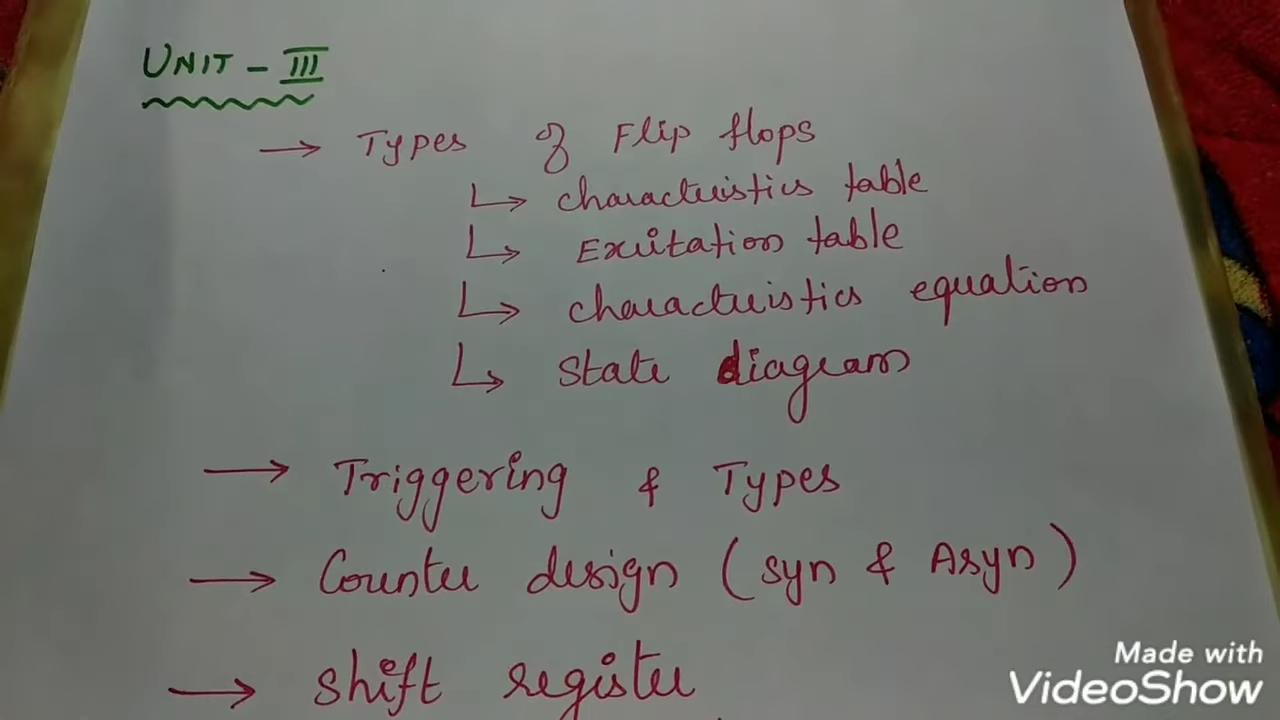 UNIT - III
→ Types of Flip flops
↳ characteristics table
↳ Excitation table
↳ characteristics equation
↳ State diagram
→ Triggering & Types
→ Counter design (syn & Asyn)
→ Shift register
Made with
VideoShow